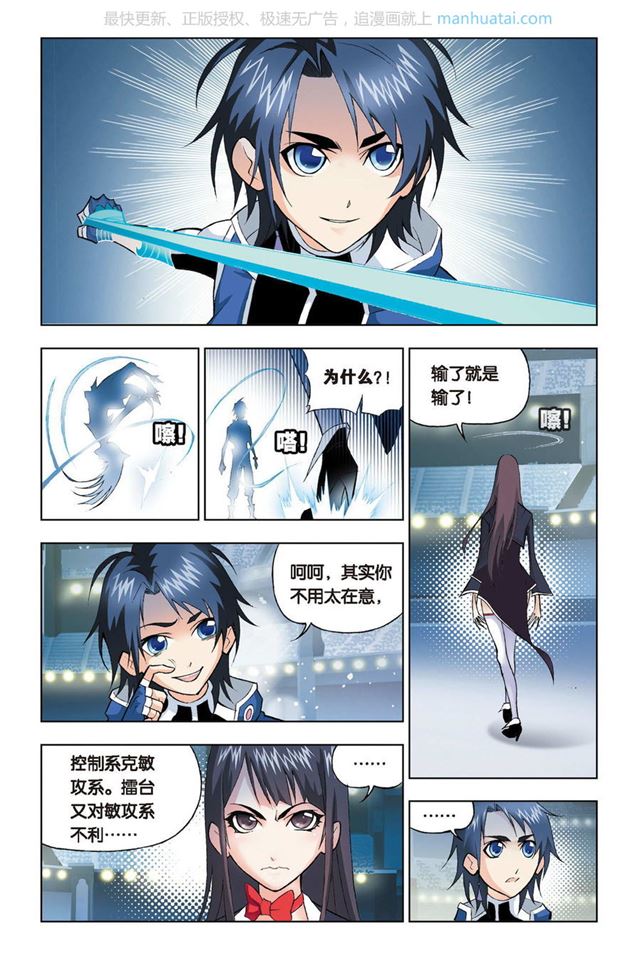 最快更新、正版授权、极速无广告，追漫画就上 manhuatai.com
嚓！
嗒！
为什么？！
输了就是
输了！
嚓！
呵呵，其实你
不用太在意，
控制系克敏
攻系。擂台
又对敏攻系
不利……
……
……